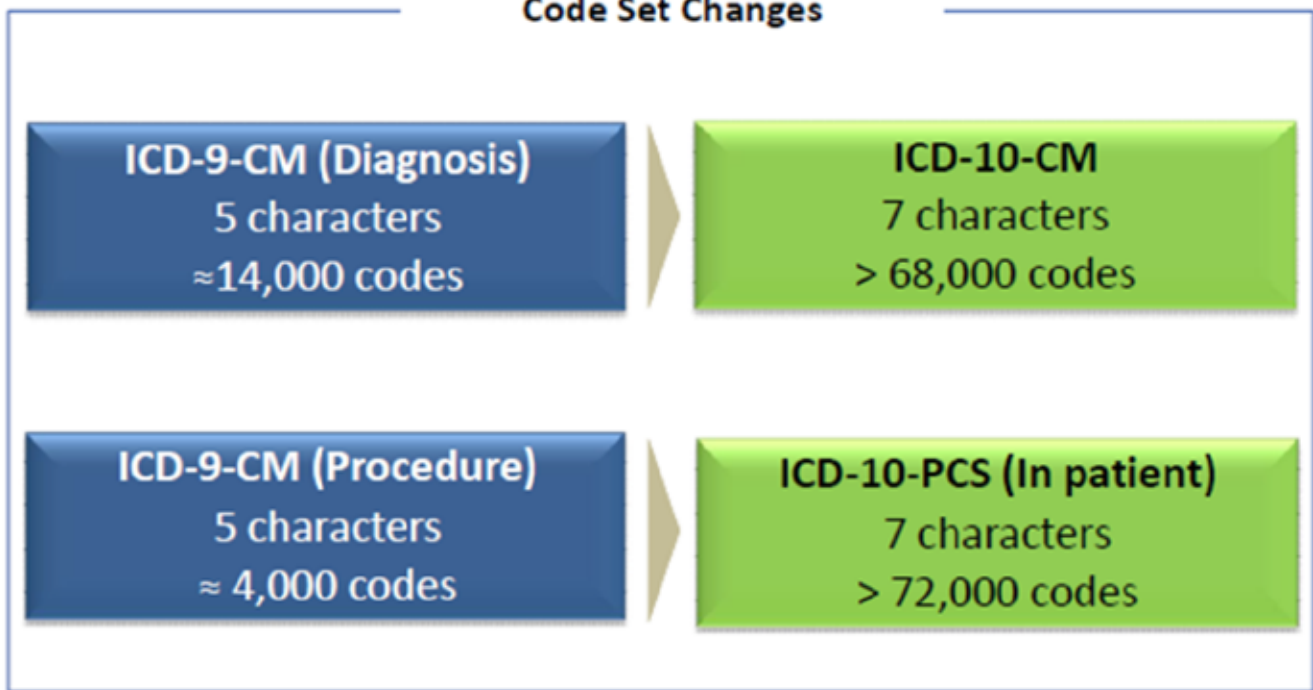 Code Set Changes
ICD-9-CM (Diagnosis)
5 characters
≈14,000 codes
ICD-10-CM
7 characters
> 68,000 codes
ICD-9-CM (Procedure)
5 characters
≈ 4,000 codes
ICD-10-PCS (In patient)
7 characters
> 72,000 codes